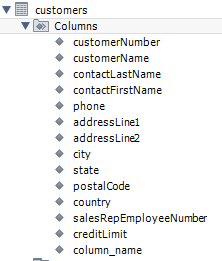 customers
Columns
customerNumber
customerName
contactLastName
contactFirstName
phone
addressLine1
addressLine2
city
state
postalCode
country
salesRepEmployeeNumber
creditLimit
column_name